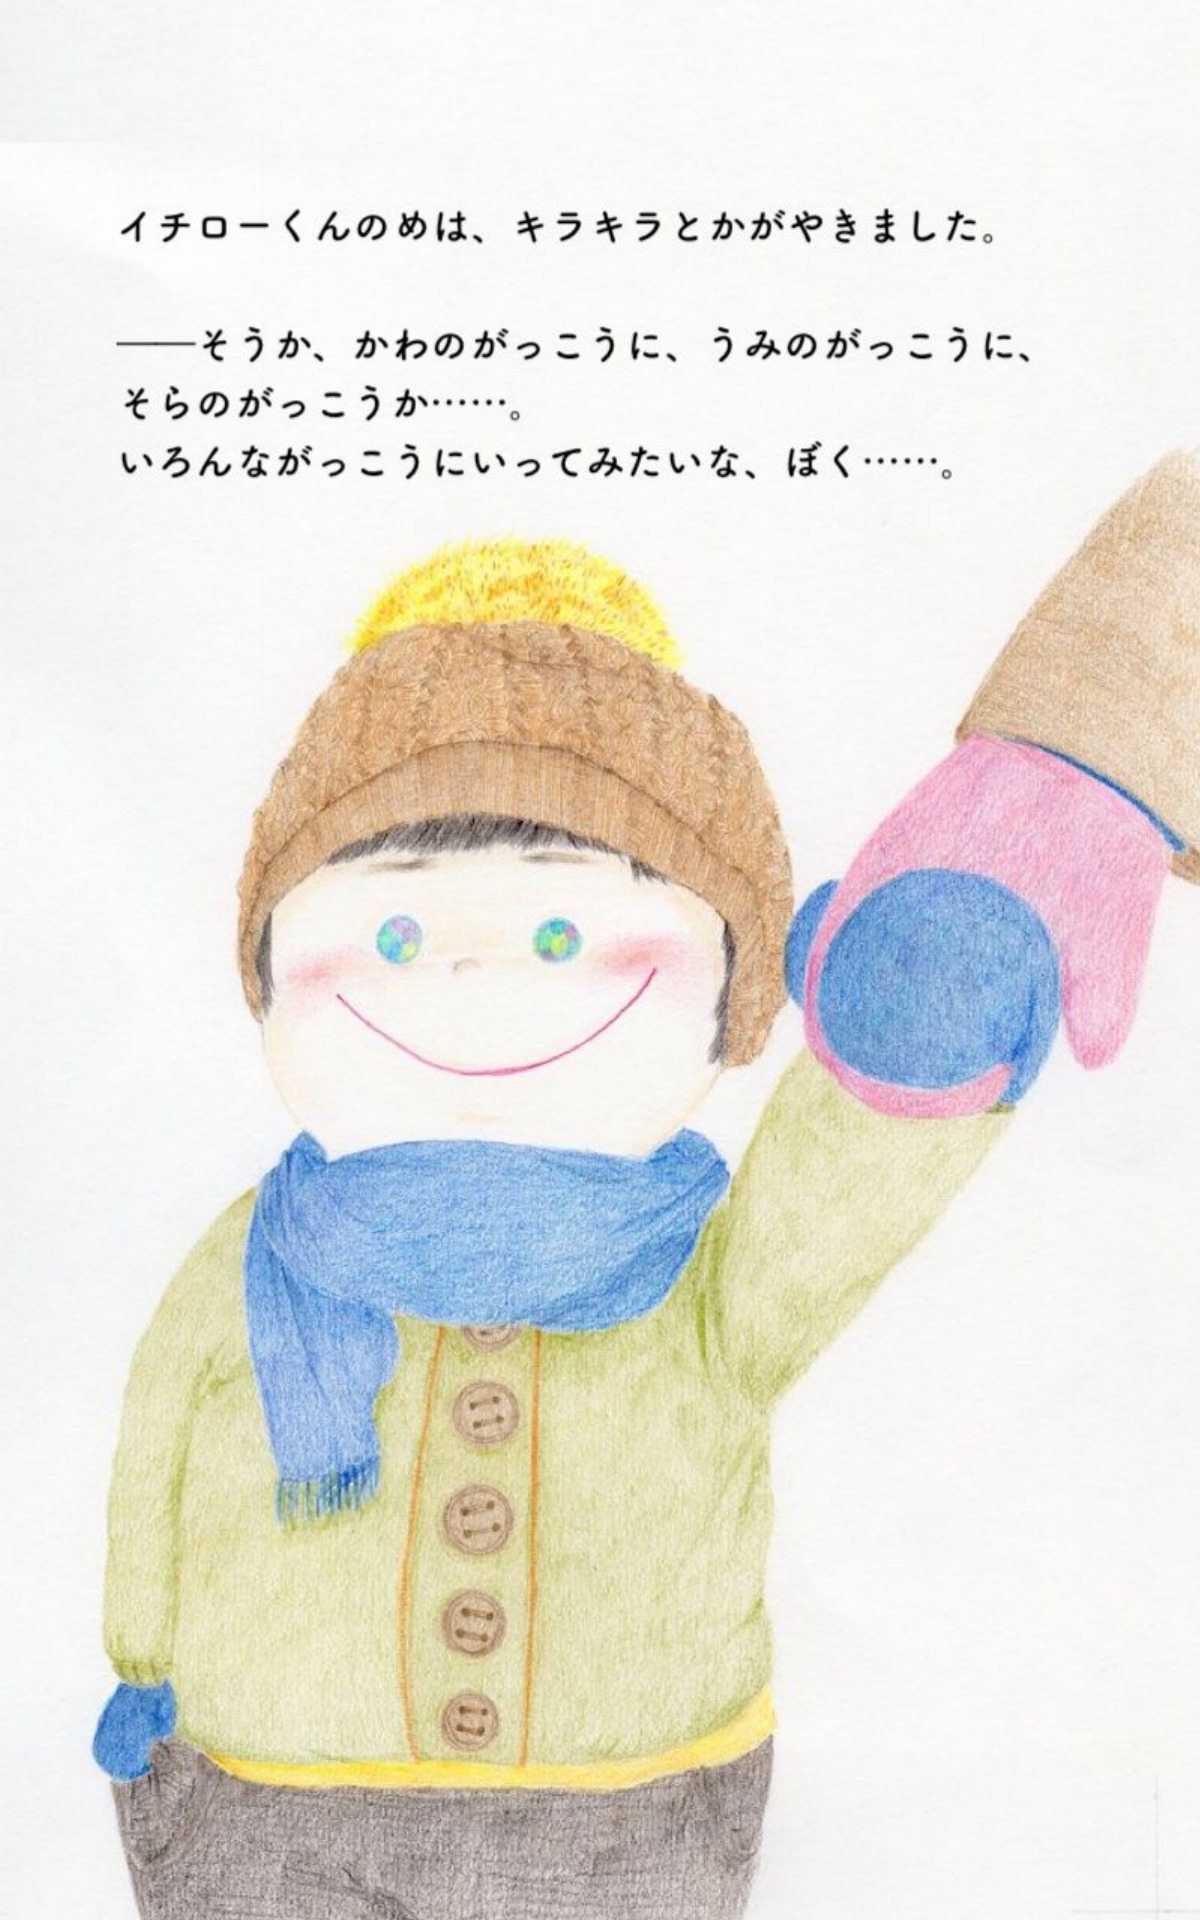 イチローくんのめは、キラキラとかがやきました。
――そうか、かわのがっこうに、うみのがっこうに、
そらのがっこうか……。
いろんながっこうにいってみたいな、ぼく……。